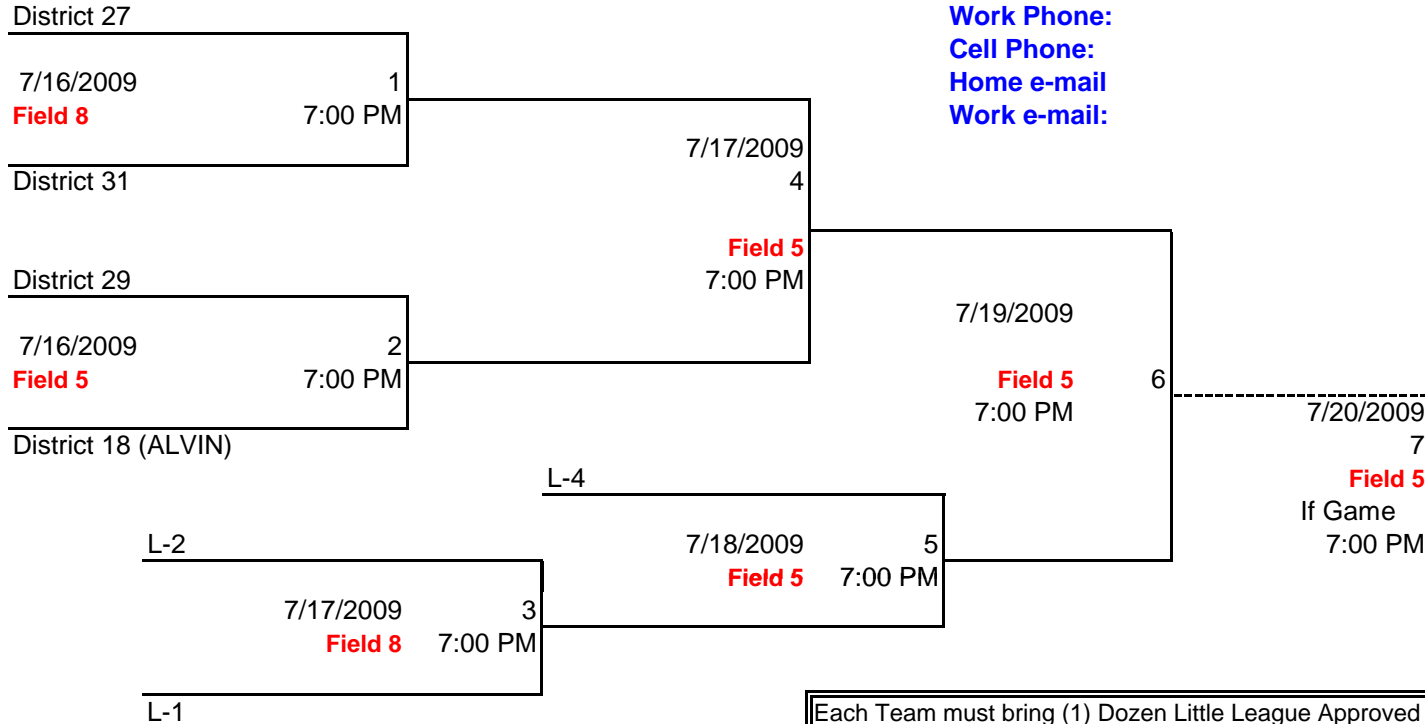 District 27
Work Phone:
Cell Phone:
7/16/2009 1
Home e-mail
Field 8 7:00 PM
Work e-mail:
7/17/2009
District 31
4
Field 5
District 29
7:00 PM
7/19/2009
7/16/2009 2
Field 5 7:00 PM
Field 5 6
7:00 PM
7/20/2009
District 18 (ALVIN)
7
L-4
Field 5
If Game
L-2
7/18/2009 5
7:00 PM
Field 5 7:00 PM
7/17/2009 3
Field 8 7:00 PM
L-1
Each Team must bring (1) Dozen Little League Approved